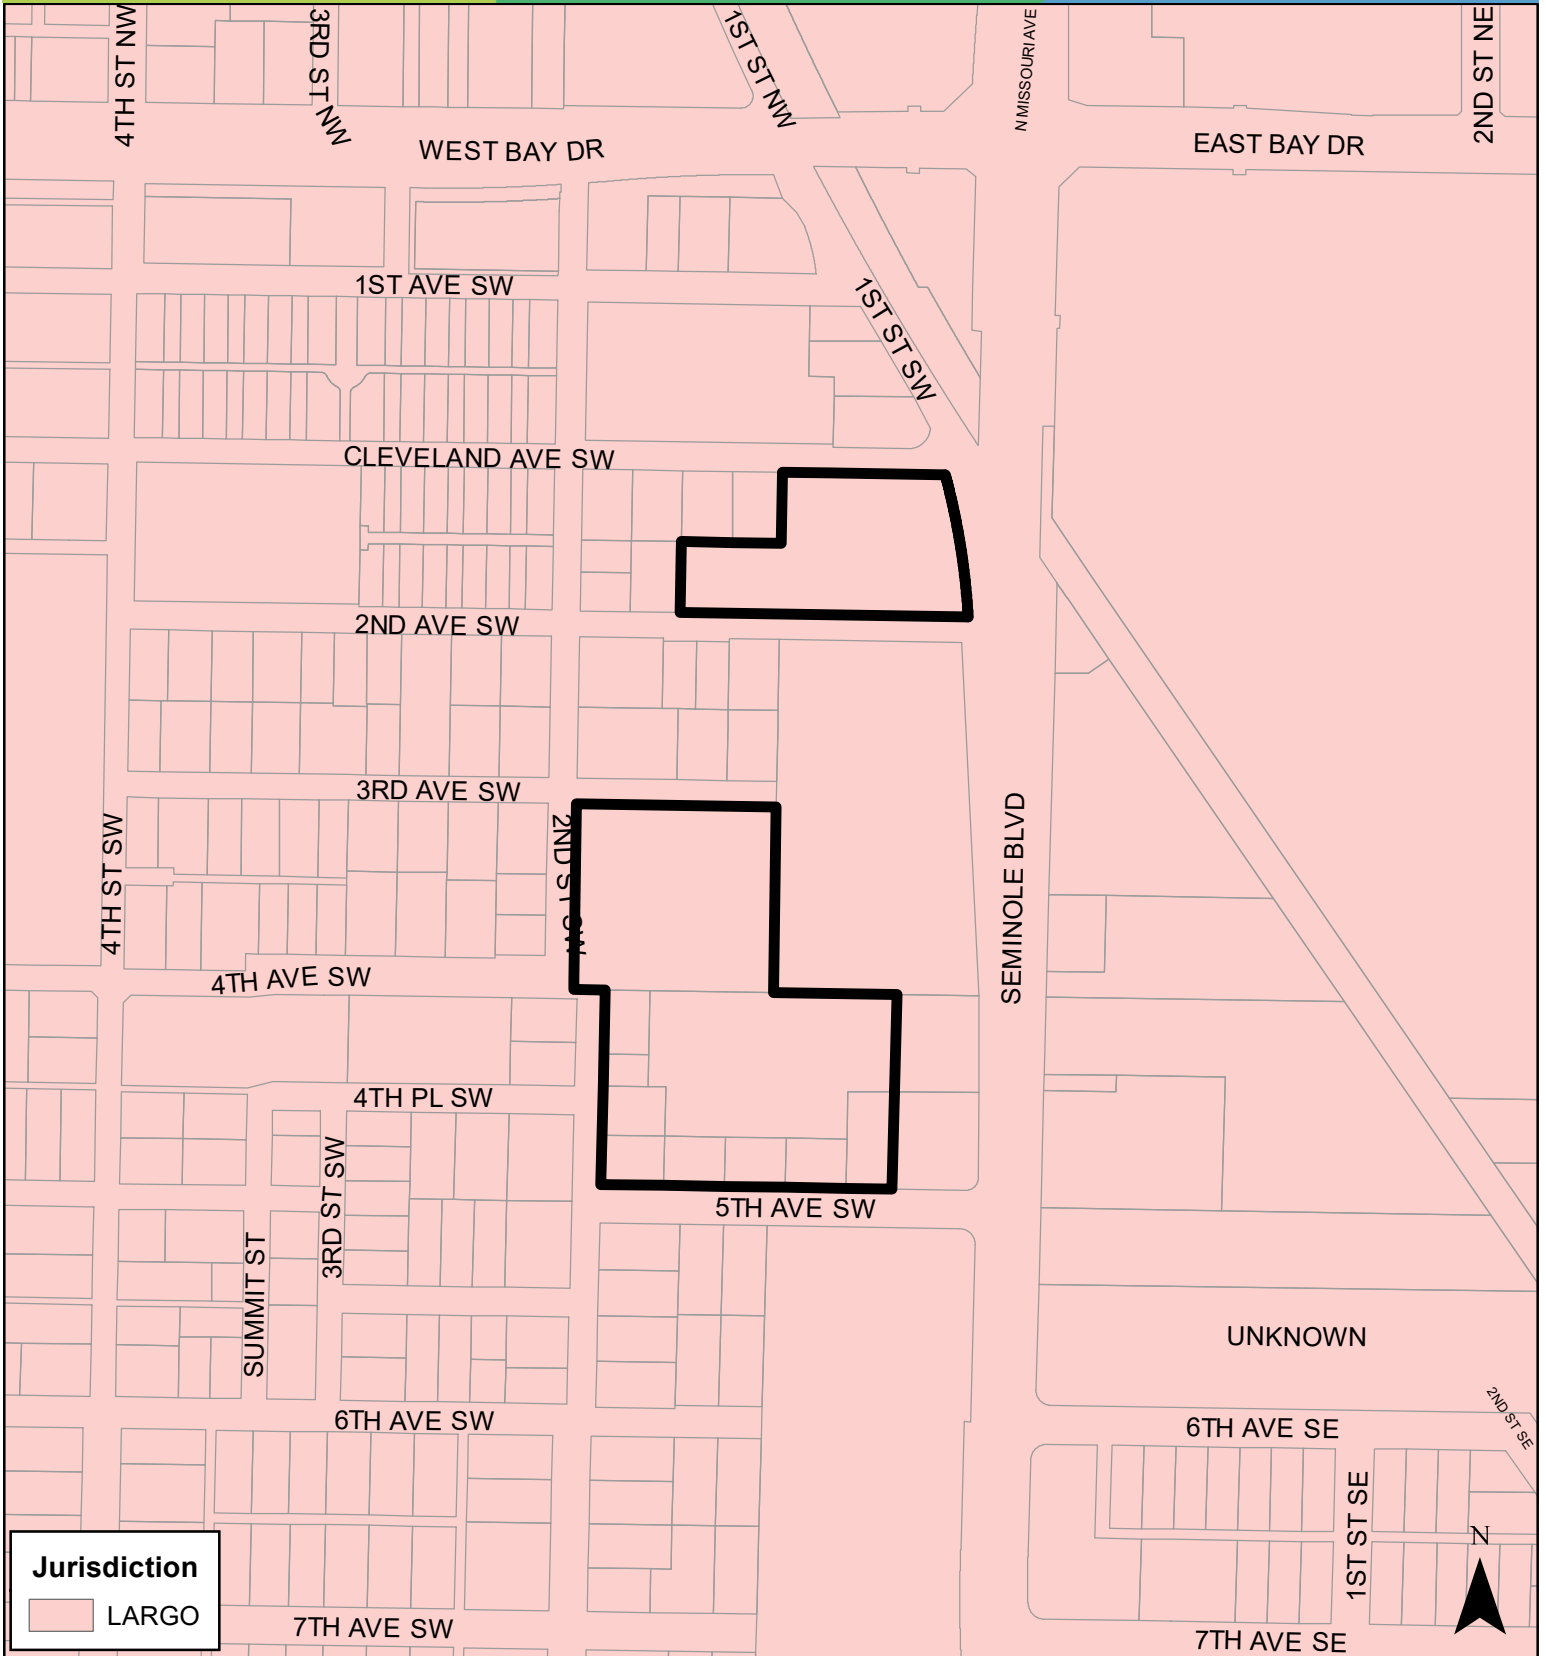 4TH ST NW
3RD ST NW
1ST ST NW
N MISSOURI AVE
2ND ST NE
WEST BAY DR
EAST BAY DR
1ST AVE SW
1ST ST SW
CLEVELAND AVE SW
2ND AVE SW
3RD AVE SW
2ND ST SW
4TH ST SW
SEMINOLE BLVD
4TH AVE SW
4TH PL SW
3RD ST SW
5TH AVE SW
SUMMIT ST
UNKNOWN
2ND ST SE
6TH AVE SW
6TH AVE SE
1ST ST SE
N
7TH AVE SW
7TH AVE SE
Jurisdiction
LARGO